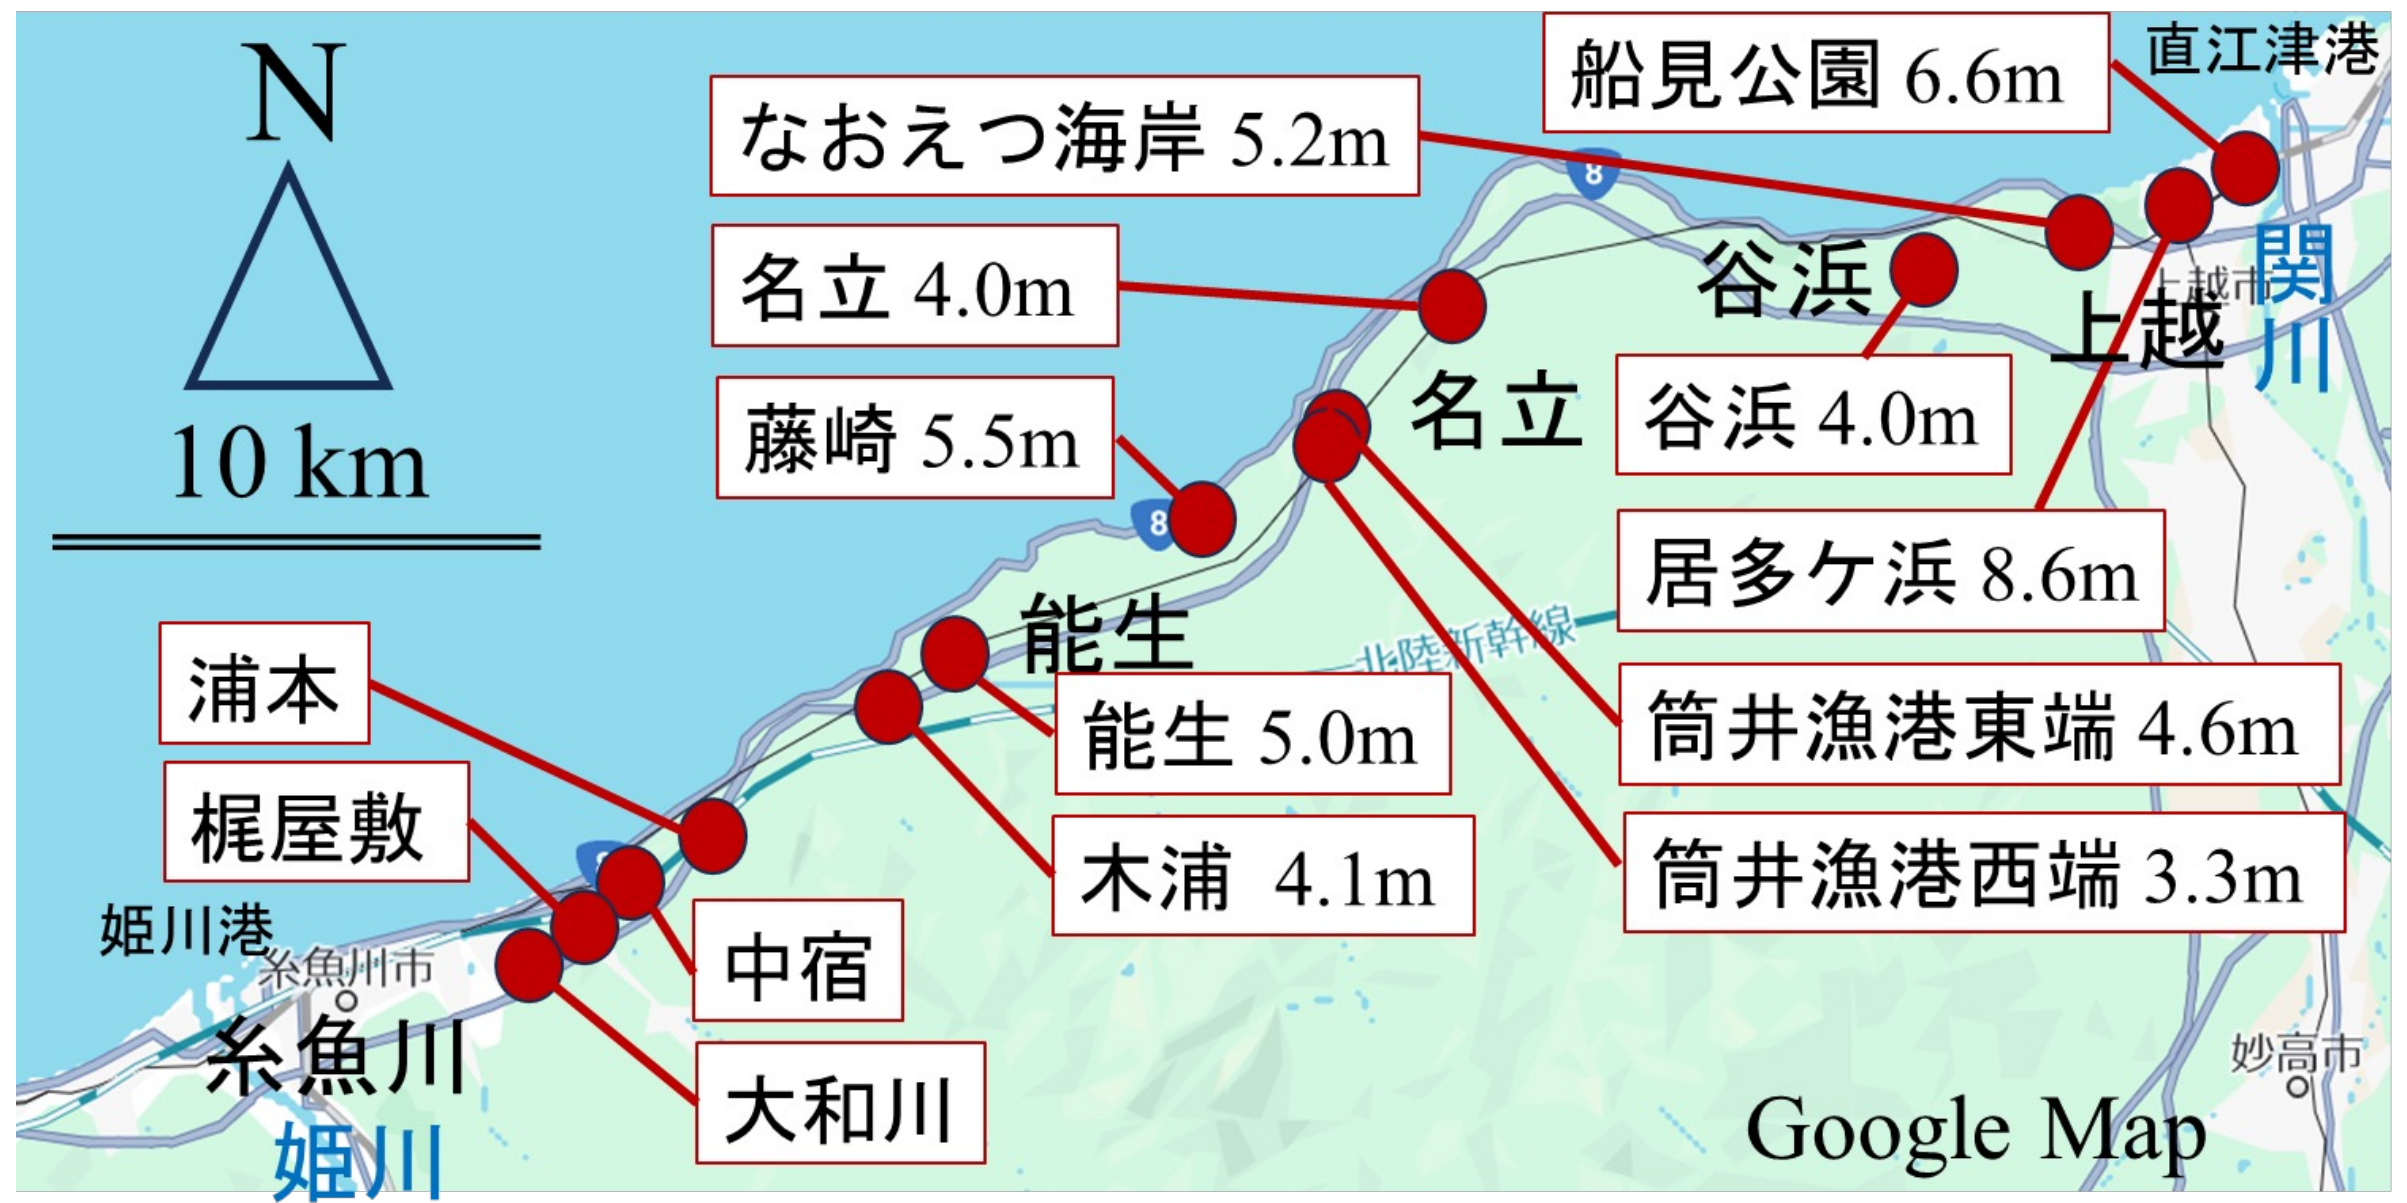 N
10 km
船見公園 6.6m
直江津港
なおえつ海岸 5.2m
8
名立 4.0m
谷浜
関川
上越市
上越
藤崎 5.5m
名立
谷浜 4.0m
8
居多ケ浜 8.6m
能生
北陸新幹線
浦本
能生 5.0m
筒井漁港東端 4.6m
梶屋敷
木浦 4.1m
筒井漁港西端 3.3m
姫川港
中宿
糸魚川市
糸魚川
大和川
妙高市
姫川
Google Map